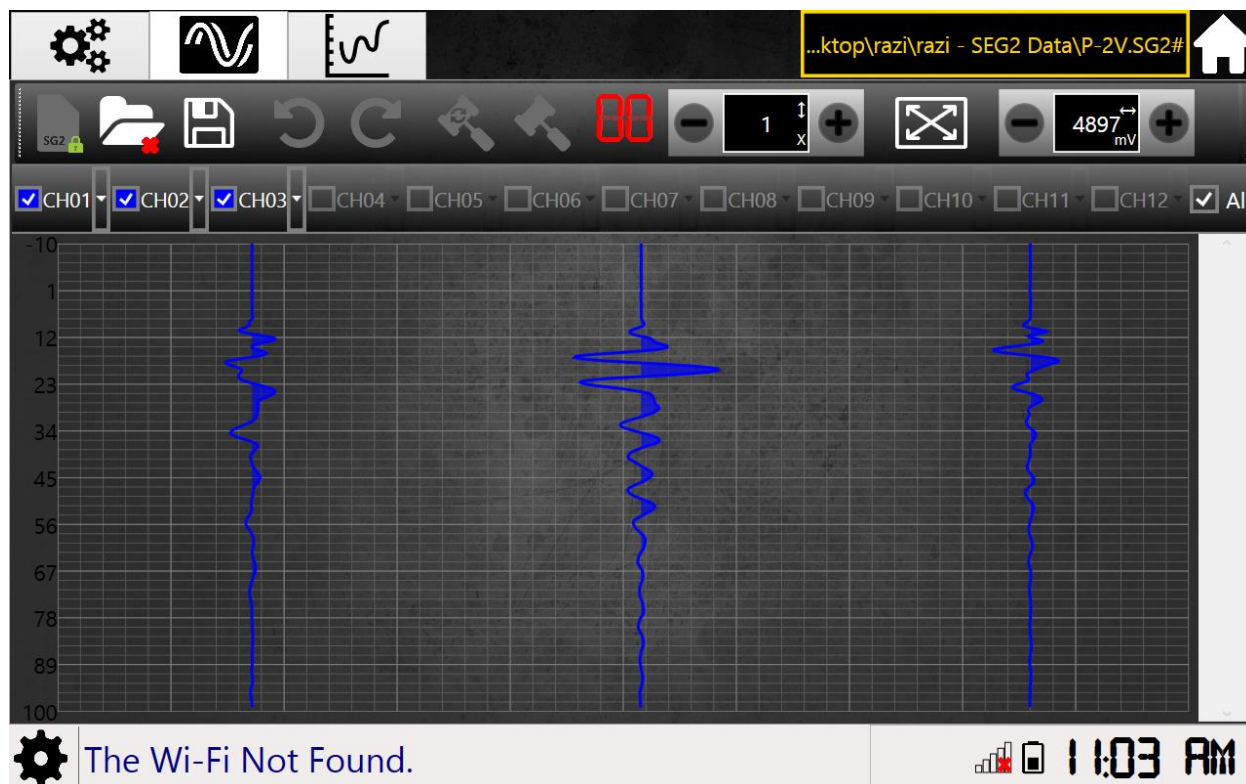 ...ktop\razi\razi - SEG2 Data\P-2V.SG2#
SG2
00
1
X
4897
mV
CH01 CH02 CH03 CH04 CH05 CH06 CH07 CH08 CH09 CH10 CH11 CH12 Al
-10
1
12
23
34
45
56
67
78
89
100
The Wi-Fi Not Found.
11:03 AM